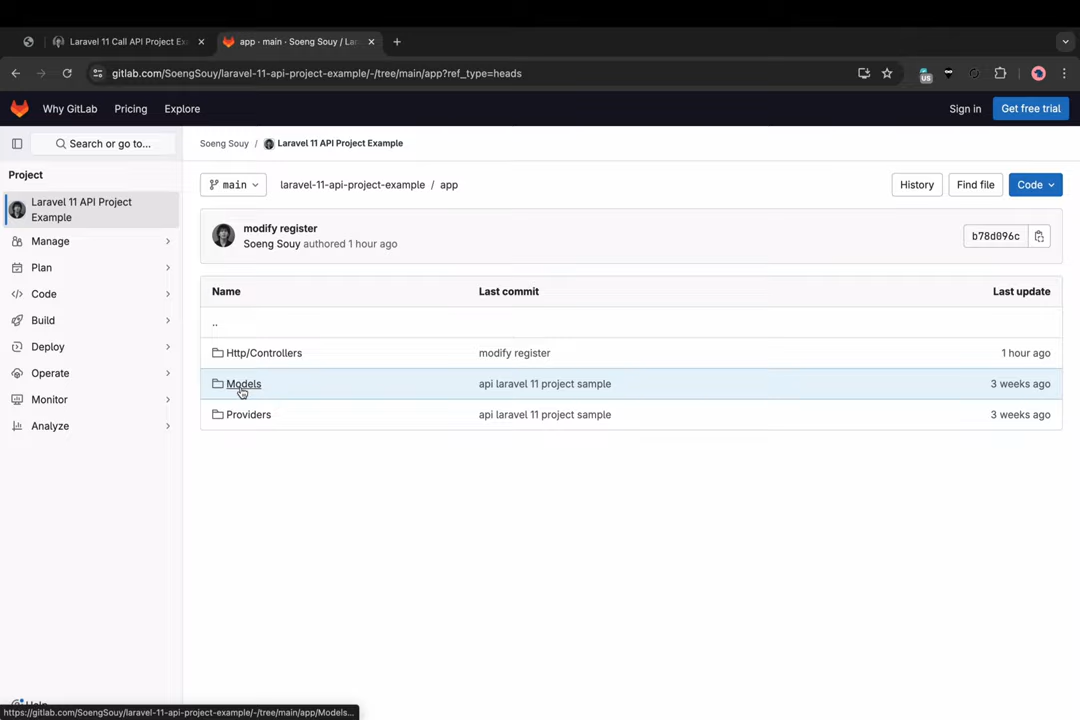 Laravel 11 Call API Project Ex
app · main · Soeng Souy / Lar
gitlab.com/SoengSouy/laravel-11-api-project-example/-/tree/main/app?ref_type=heads
US
Why GitLab
Pricing
Explore
Sign in
Get free trial
Search or go to...
Soeng Souy / Laravel 11 API Project Example
Project
Laravel 11 API Project
Example
Manage
Plan
Code
Build
Deploy
Operate
Monitor
Analyze
Help
main
laravel-11-api-project-example / app
History
Find file
Code
modify register
Soeng Souy authored 1 hour ago
b78d096c
Name Last commit Last update
..
Http/Controllers modify register 1 hour ago
Models api laravel 11 project sample 3 weeks ago
Providers api laravel 11 project sample 3 weeks ago
https://gitlab.com/SoengSouy/laravel-11-api-project-example/-/tree/main/app/Models...